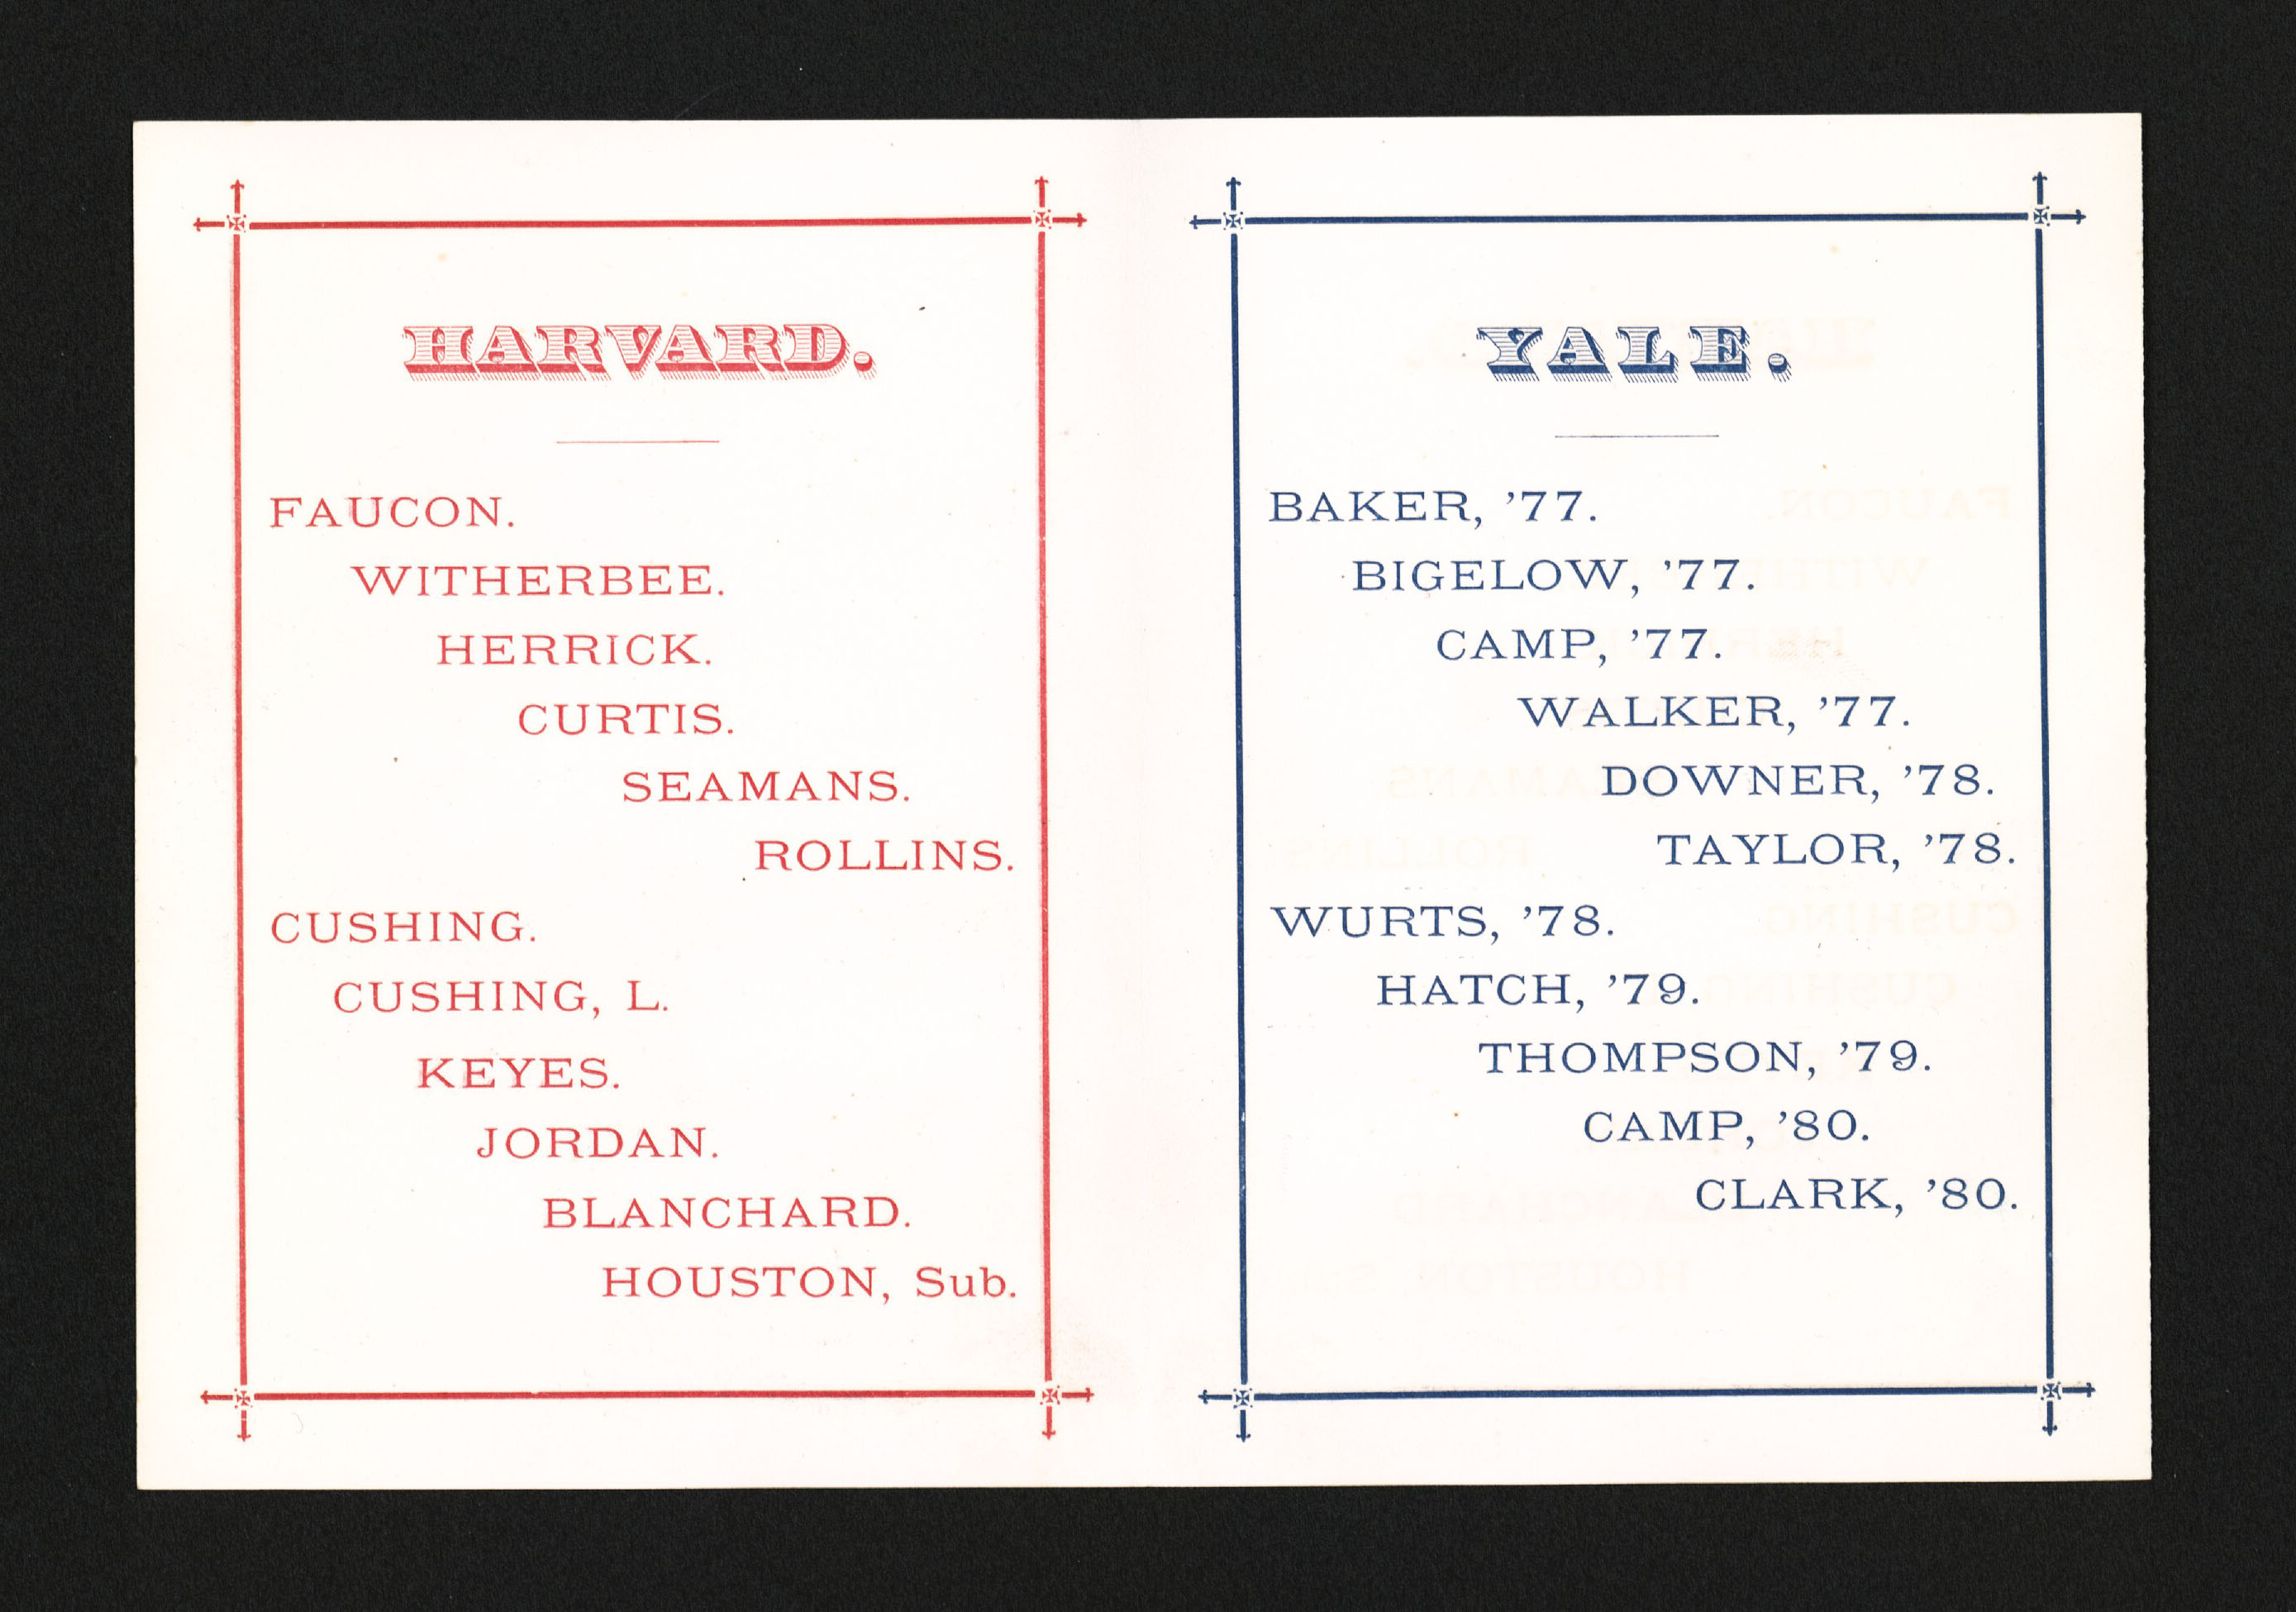 HARVARD.
FAUCON.
WITHERBEE.
HERRICK.
CURTIS.
SEAMANS.
ROLLINS.
CUSHING.
CUSHING, L.
KEYES.
JORDAN.
BLANCHARD.
HOUSTON, Sub.
YALE.
BAKER, ’77.
BIGELOW, ’77.
CAMP, ’77.
WALKER, ’77.
DOWNER, ’78.
TAYLOR, ’78.
WURTS, ’78.
HATCH, ’79.
THOMPSON, ’79.
CAMP, ’80.
CLARK, ’80.